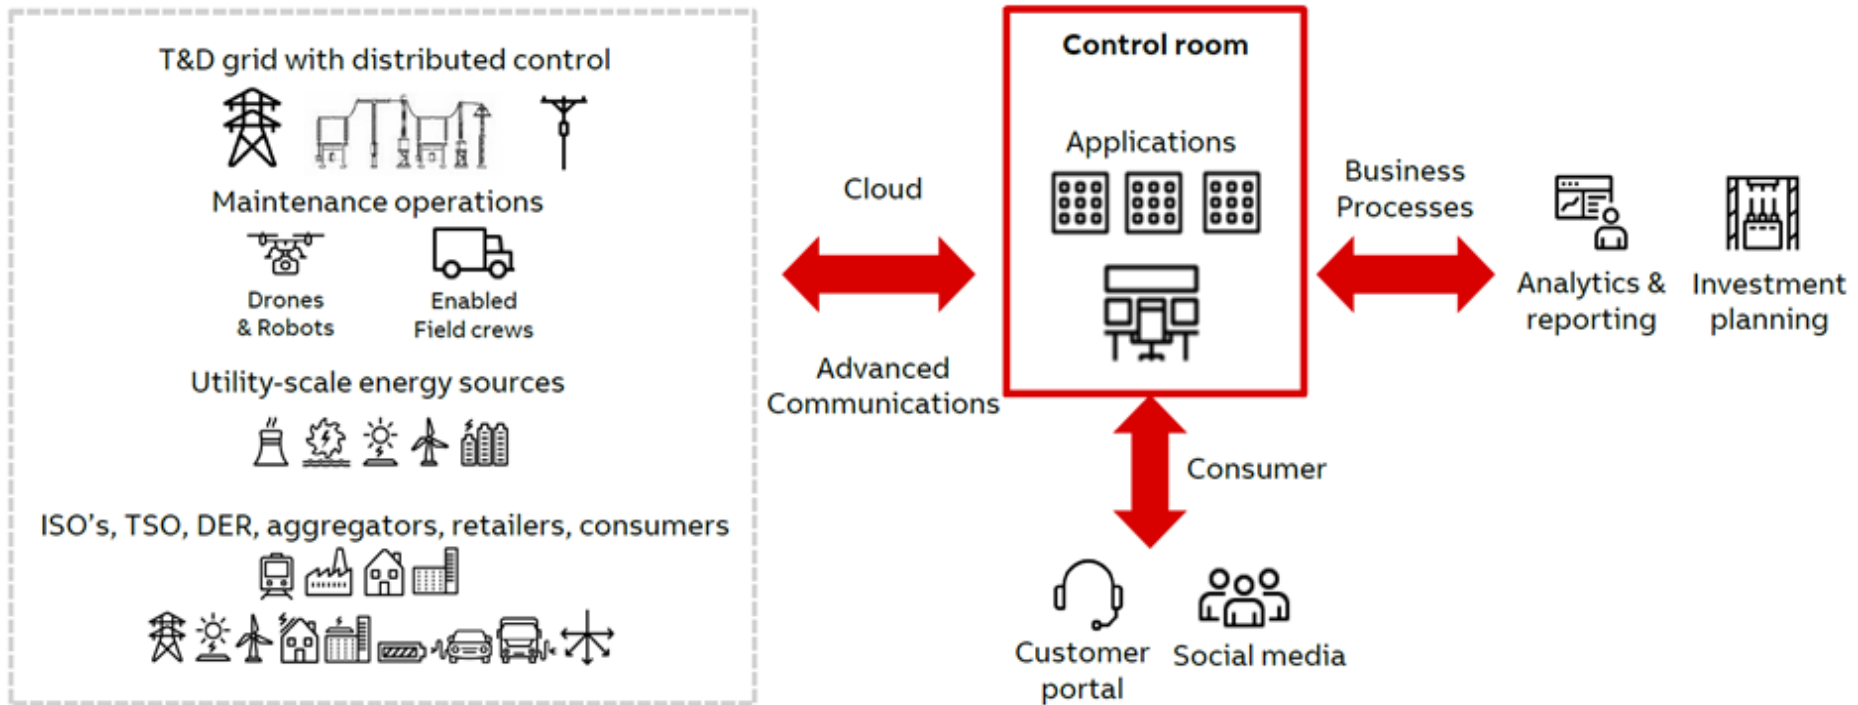 T&D grid with distributed control
Maintenance operations
Drones
& Robots
Enabled
Field crews
Utility-scale energy sources
ISO's, TSO, DER, aggregators, retailers, consumers
Cloud
Advanced
Communications
Control room
Applications
Business
Processes
Analytics &
reporting
Investment
planning
Consumer
Customer
portal
Social media